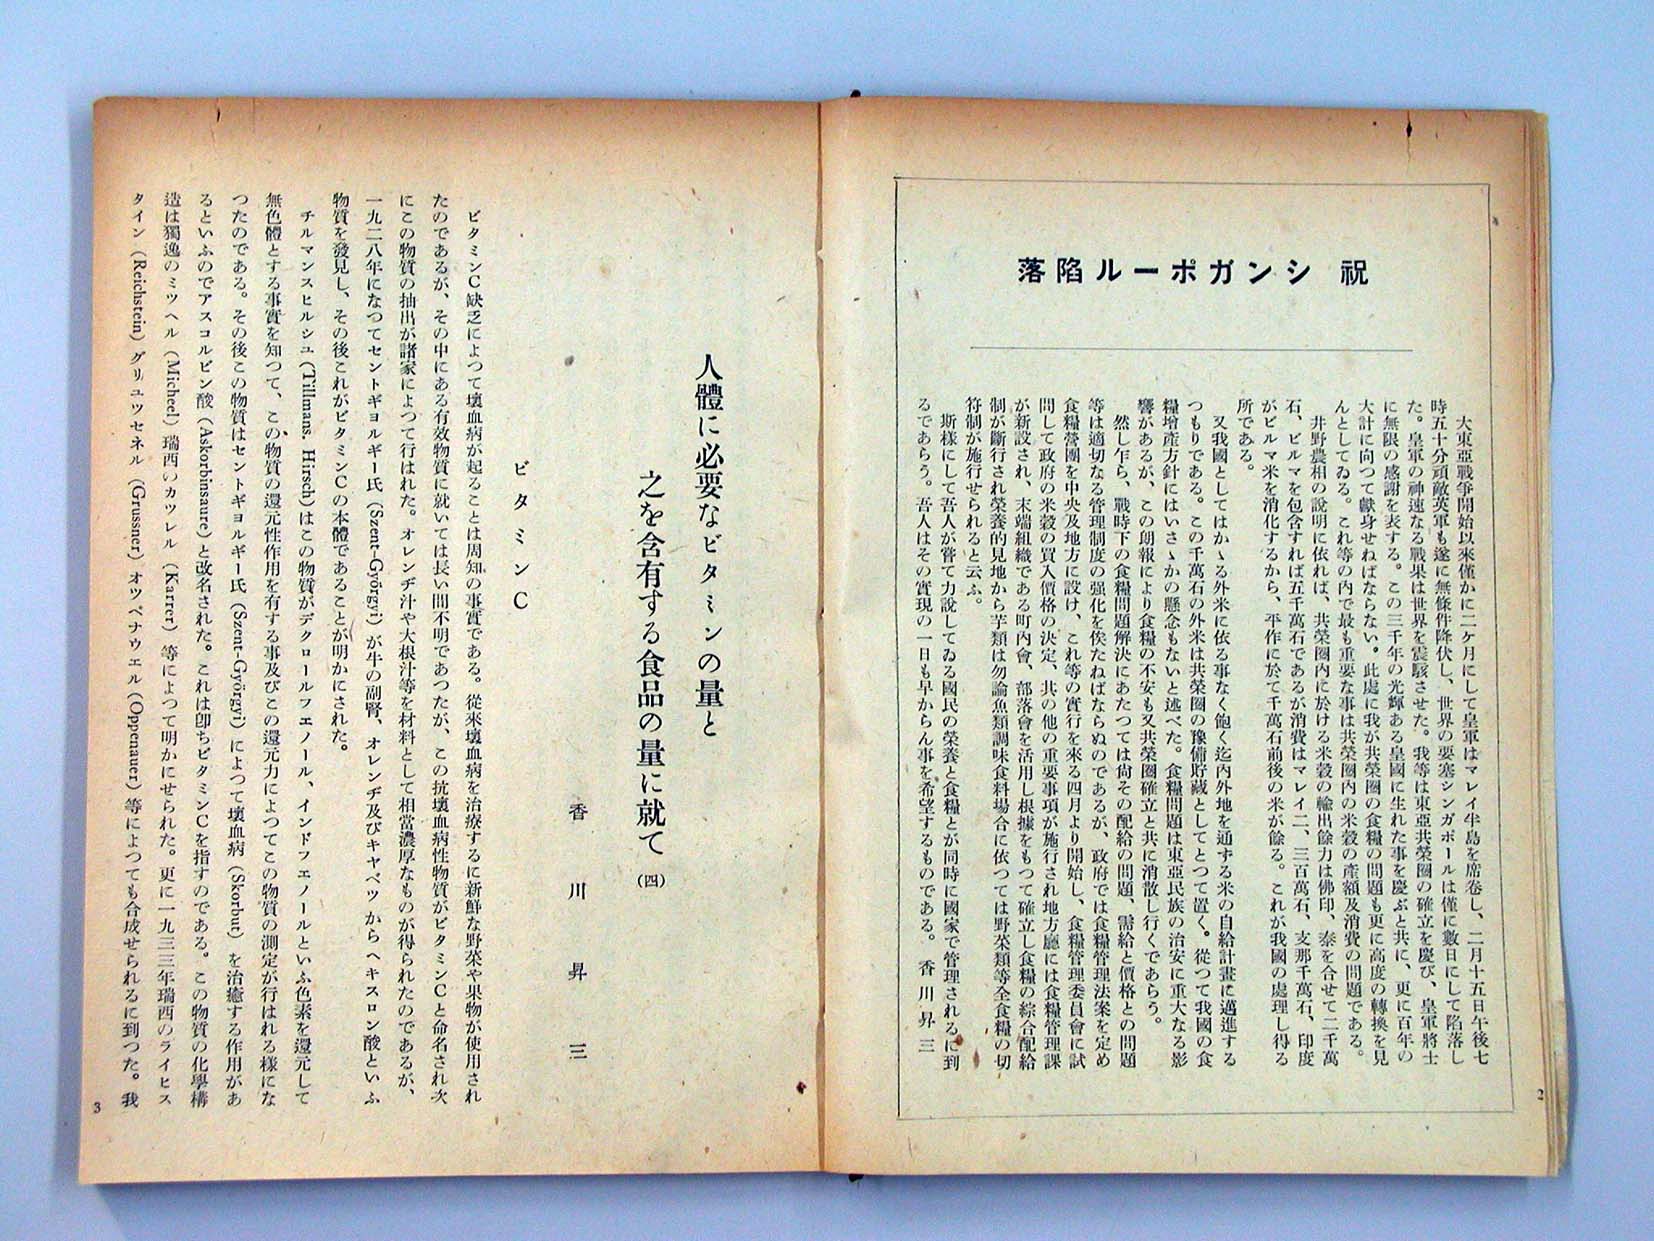 祝 シンガポール陷落
大東亞戰爭開始以來僅かに二ヶ月にして皇軍はマレイ半島を席卷し、二月十五日午後七
時五十分頑敵英軍も遂に無條件降伏し、世界の要塞シンガポールは僅に數日にして陷落し
た。皇軍の神速なる戰果は世界を震駭させた。我等は東亞共榮圈の確立を慶び、皇軍將士
に無限の感謝を表する。この三千年の光輝ある皇國に生れた事を慶ぶと共に、更に百年の
大計に向つて獻身せねばならない。此處に我が共榮圈の食糧の問題も更に高度の轉換を見
んとしてゐる。これ等の內で最も重要な事は共榮圈內の米穀の產額及消費の問題である。
井野農相の說明に依れば、共榮圈內に於ける米穀の輸出餘力は佛印、泰を合せて二千萬
石、ビルマを包含すれば五千萬石であるが消費はマレイ二、三百萬石、支那千萬石、印度
がビルマ米を消化するから、平作に於て千萬石前後の米が餘る。これが我國の處理し得る
所である。
又我國としてはかゝる外米に依る事なく飽く迄內外地を通ずる米の自給計畫に邁進する
つもりである。この千萬石の外米は共榮圈の豫備貯藏としてとつて置く。從つて我國の食
糧增產方針にはいさゝかの懸念もないと述べた。食糧問題は東亞民族の治安に重大なる影
響があるが、この朗報により食糧の不安も又共榮圈確立と共に消散し行くであらう。
然し乍ら、戰時下の食糧問題解決にあたつては尙その配給の問題、需給と價格との問題
等は適切なる管理制度の强化を俟たねばならぬのであるが、政府では食糧管理法案を定め
食糧營團を中央及地方に設け、これ等の實行を來る四月より開始し、食糧管理委員會に試
問して政府の米穀の買入價格の決定、共の他の重要事項が施行され地方廳には食糧管理課
が新設され、末端組織である町內會、部落會を活用し根據をもつて確立し食糧の綜合配給
制が斷行され榮養的見地から芋類は勿論魚類調味食料場合に依つては野菜類等全食糧の切
符制が施行せられると云ふ。
斯樣にして吾人が嘗て力說してゐる國民の榮養と食糧とが同時に國家で管理されるに到
るであらう。吾人はその實現の一日も早からん事を希望するものである。 香川昇三
2
人體に必要なビタミンの量と
之を含有する食品の量に就て (四)
香川昇三
ビタミンC
ビタミンC缺乏によつて壞血病が起ることは周知の事實である。從來壞血病を治療するに新鮮な野菜や果物が使用され
たのであるが、その中にある有效物質に就いては長い間不明であつたが、この抗壞血病性物質がビタミンCと命名され次
にこの物質の抽出が諸家によつて行はれた。オレンヂ汁や大根汁等を材料として相當濃厚なものが得られたのであるが、
一九二八年になつてセントギヨルギー氏 (Szent-Györgyi) が牛の副腎、オレンヂ及びキヤベツ からヘキスロン酸といふ
物質を發見し、その後これがビタミンCの本體であることが明かにされた。
チルマンスヒルシユ (Tillmans. Hirsch) はこの物質がデクロールフエノール、インドフエノールといふ色素を還元して
無色體とする事實を知つて、この物質の還元性作用を有する事及びこの還元力によつてこの物質の測定が行はれる樣にな
つたのである。その後この物質はセントギヨルギー氏 (Szent-Györgyi) によつて壞血病 (Skorbut) を治癒する作用があ
るといふのでアスコルビン酸 (Askorbinsaure) と改名された。これは卽ちビタミンCを指すのである。この物質の化學構
造は獨逸のミツヘル (Micheel) 瑞西のカツレル (Karrer) 等によつて明かにせられた。更に一九三三年瑞西のライヒス
タイン (Reichstein) グリユツセネル (Grussner) オツペナウエル (Oppenauer) 等によつても合成せられるに到つた。我
3